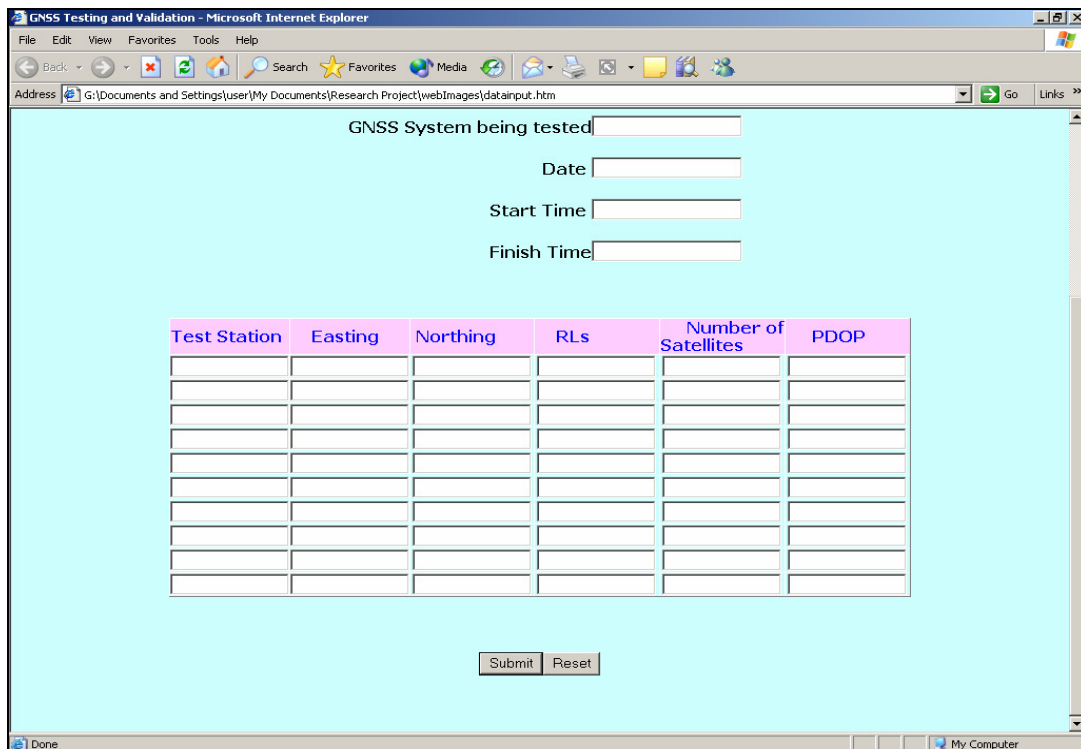 GNSS Testing and Validation - Microsoft Internet Explorer
File Edit View Favorites Tools Help
Back Search Favorites Media
Address G:\Documents and Settings\user\My Documents\Research Project\webImages\datainput.htm Go Links »
GNSS System being tested
Date
Start Time
Finish Time
Test Station Easting Northing RLs Number of Satellites PDOP
Submit Reset
Done My Computer